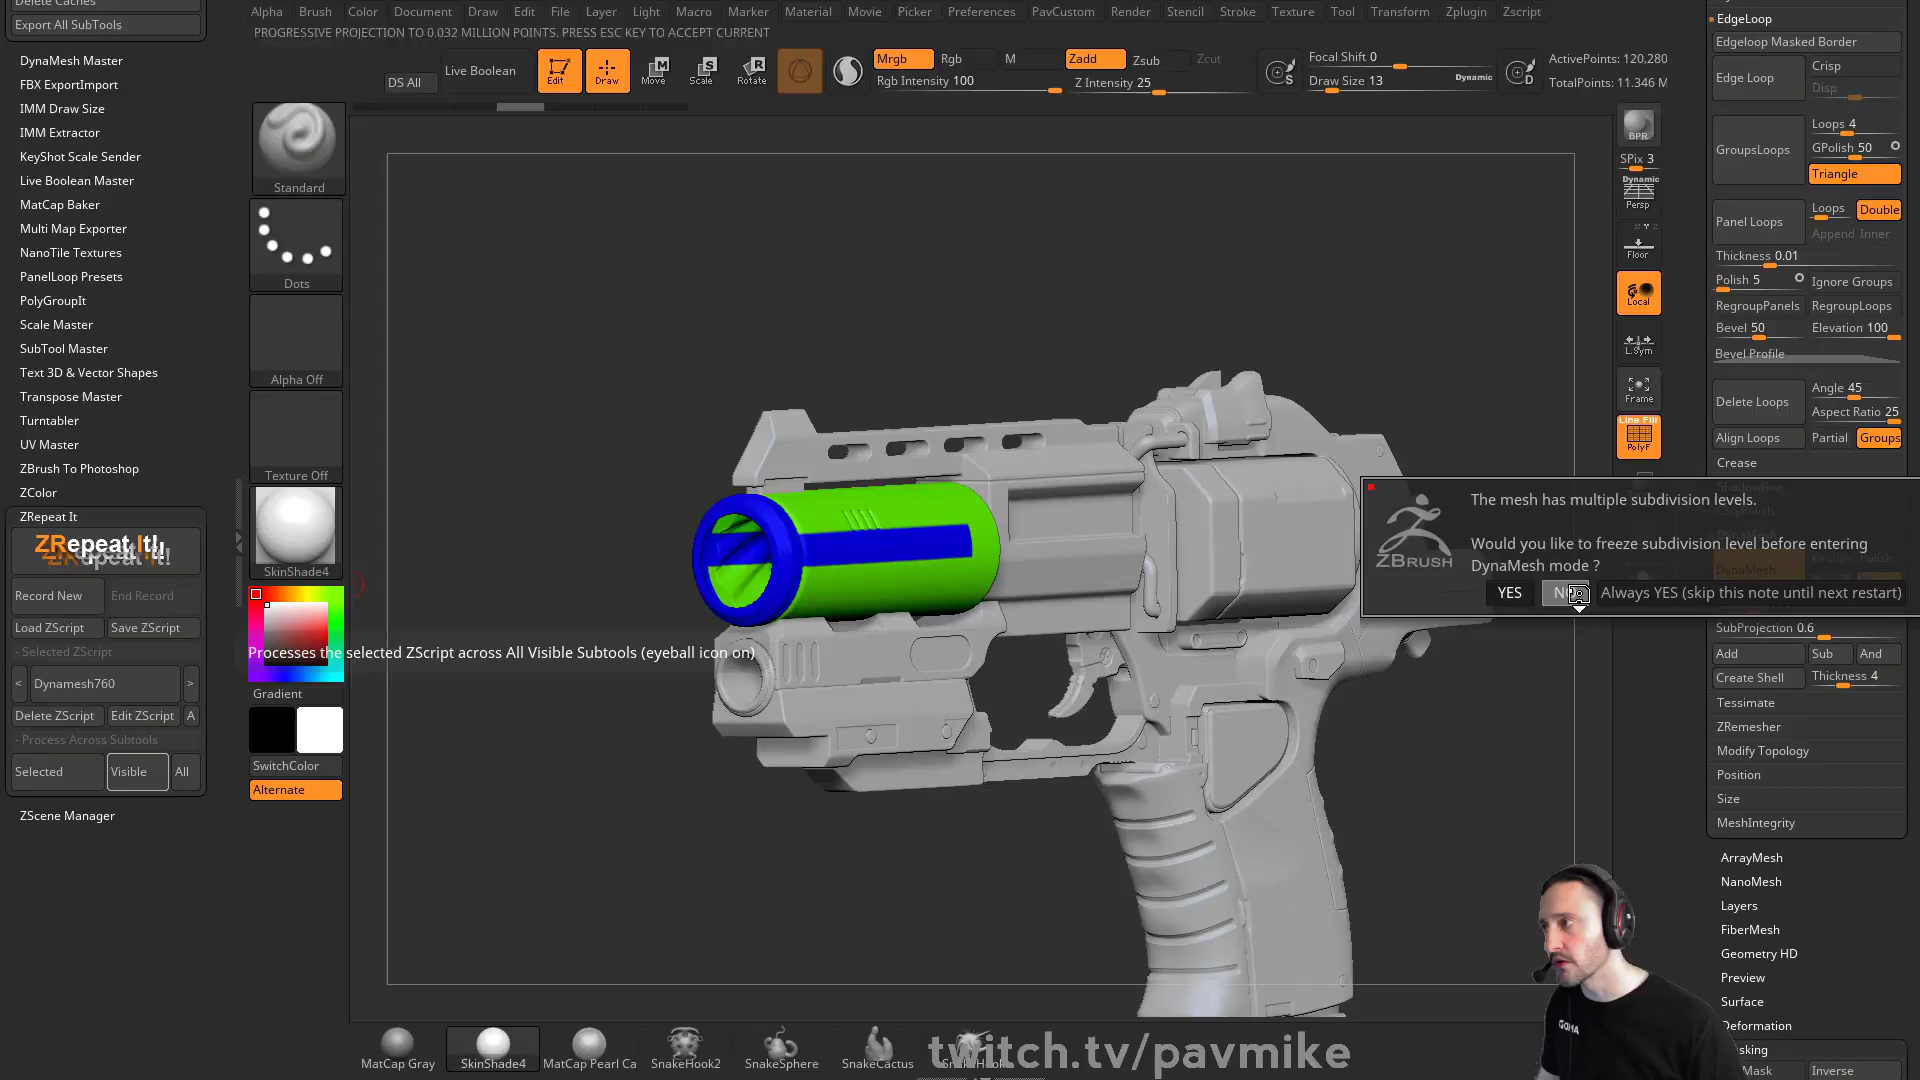 Delete Caches
Export All SubTools
DynaMesh Master
FBX ExportImport
IMM Draw Size
IMM Extractor
KeyShot Scale Sender
Live Boolean Master
MatCap Baker
Multi Map Exporter
NanoTile Textures
PanelLoop Presets
PolyGroupIt
Scale Master
SubTool Master
Text 3D & Vector Shapes
Transpose Master
Turntabler
UV Master
ZBrush To Photoshop
ZColor
ZRepeat It
ZRepeat It!
Record New End Record
Load ZScript Save ZScript
- Selected ZScript
< Dynamesh760 >
Delete ZScript Edit ZScript A
- Process Across Subtools
Selected Visible All
ZScene Manager
Alpha Brush Color Document Draw Edit File Layer Light Macro Marker Material Movie Picker Preferences PavCustom Render Stencil Stroke Texture Tool Transform Zplugin Zscript
PROGRESSIVE PROJECTION TO 0.032 MILLION POINTS. PRESS ESC KEY TO ACCEPT CURRENT
DS All
Live Boolean
Edit Draw Move Scale Rotate
Mrgb Rgb M Zadd Zsub Zcut
Rgb Intensity 100 Z Intensity 25
Focal Shift 0
Draw Size 13 Dynamic
ActivePoints: 120,280
TotalPoints: 11.346 M
Standard
Dots
Alpha Off
Texture Off
SkinShade4
Gradient
SwitchColor
Alternate
Processes the selected ZScript across All Visible Subtools (eyeball icon on)
BPR
SPix 3
Dynamic
Persp
Floor
Local
L.Sym
Frame
Line Fill
PolyF
EdgeLoop
Edgeloop Masked Border
Edge Loop Crisp
Disp
GroupsLoops Loops 4
GPolish 50
Triangle
Panel Loops Loops Double
Append Inner
Thickness 0.01
Polish 5 Ignore Groups
RegroupPanels RegroupLoops
Bevel 50 Elevation 100
Bevel Profile
Delete Loops Angle 45
Aspect Ratio 25
Align Loops Partial Groups
Crease
The mesh has multiple subdivision levels.
Would you like to freeze subdivision level before entering
DynaMesh mode ?
ZBRUSH
YES Always YES (skip this note until next restart)
SubProjection 0.6
Add Sub And
Create Shell Thickness 4
Tessimate
ZRemesher
Modify Topology
Position
Size
MeshIntegrity
ArrayMesh
NanoMesh
Layers
FiberMesh
Geometry HD
Preview
Surface
Deformation
Mask Inverse
MatCap Gray SkinShade4 MatCap Pearl Ca SnakeHook2 SnakeSphere SnakeCactus
twitch.tv/pavmike